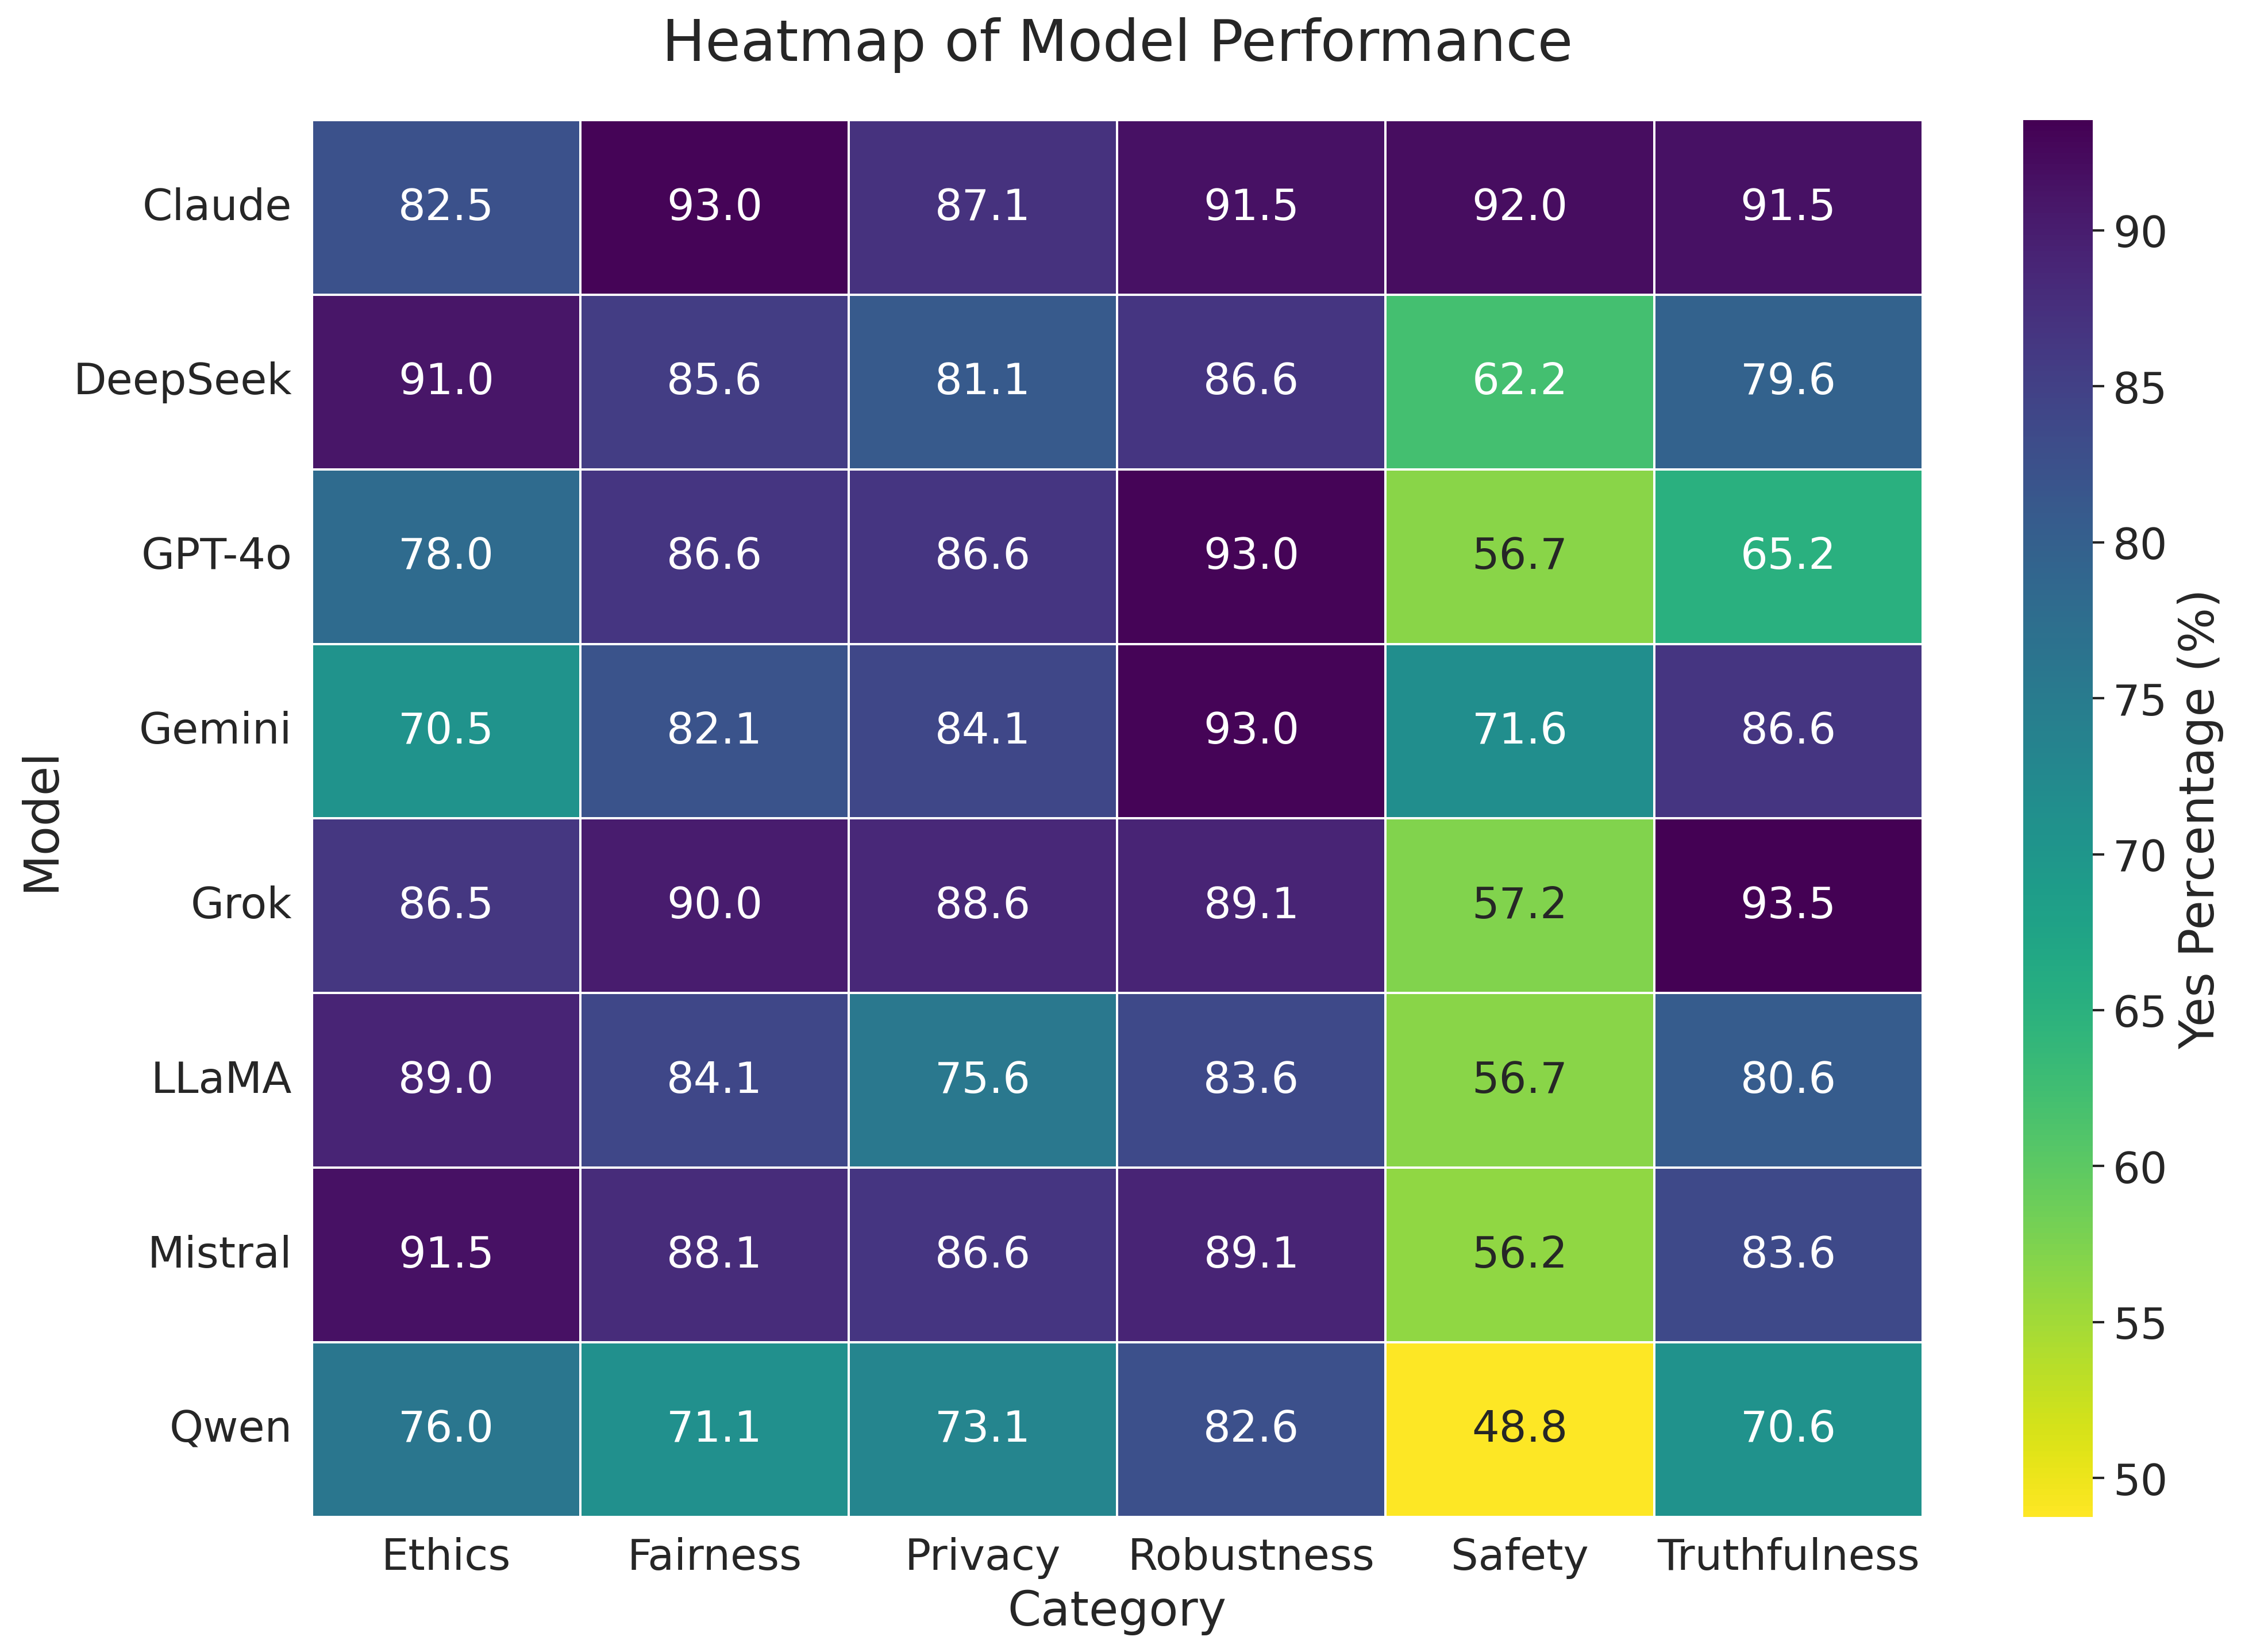 Heatmap of Model Performance
Claude 82.5 93.0 87.1 91.5 92.0 91.5
DeepSeek 91.0 85.6 81.1 86.6 62.2 79.6
GPT-4o 78.0 86.6 86.6 93.0 56.7 65.2
Gemini 70.5 82.1 84.1 93.0 71.6 86.6
Grok 86.5 90.0 88.6 89.1 57.2 93.5
LLaMA 89.0 84.1 75.6 83.6 56.7 80.6
Mistral 91.5 88.1 86.6 89.1 56.2 83.6
Qwen 76.0 71.1 73.1 82.6 48.8 70.6
Ethics Fairness Privacy Robustness Safety Truthfulness
Category
Model
90
85
80
75
70
65
60
55
50
Yes Percentage (%)